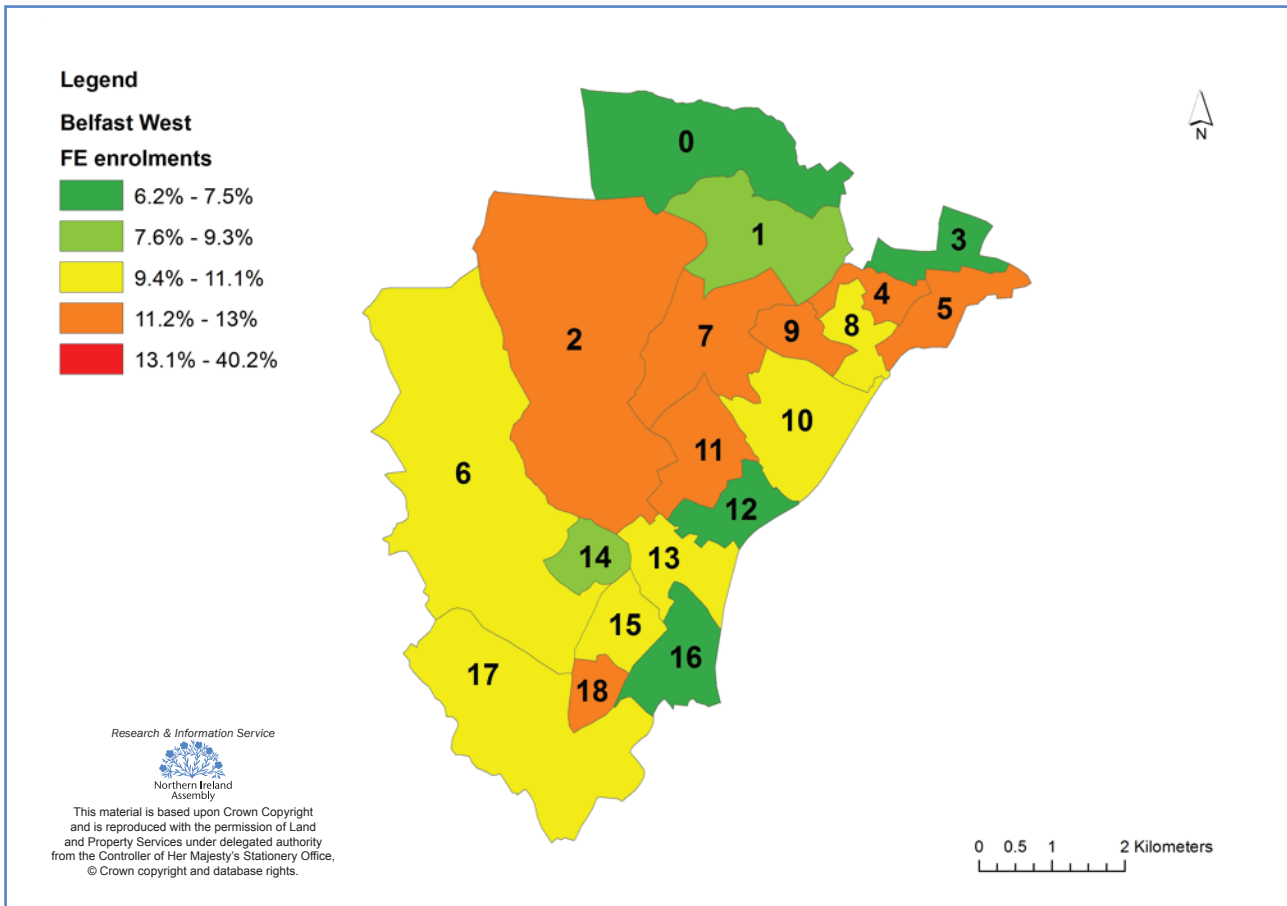 Legend
Belfast West
FE enrolments
6.2% - 7.5%
7.6% - 9.3%
9.4% - 11.1%
11.2% - 13%
13.1% - 40.2%
N
0
1
3
4
5
2
7
9
8
10
6
11
12
14
13
15
16
17
18
Research & Information Service
Northern Ireland
Assembly
This material is based upon Crown Copyright
and is reproduced with the permission of Land
and Property Services under delegated authority
from the Controller of Her Majesty's Stationery Office,
© Crown copyright and database rights.
0 0.5 1 2 Kilometers